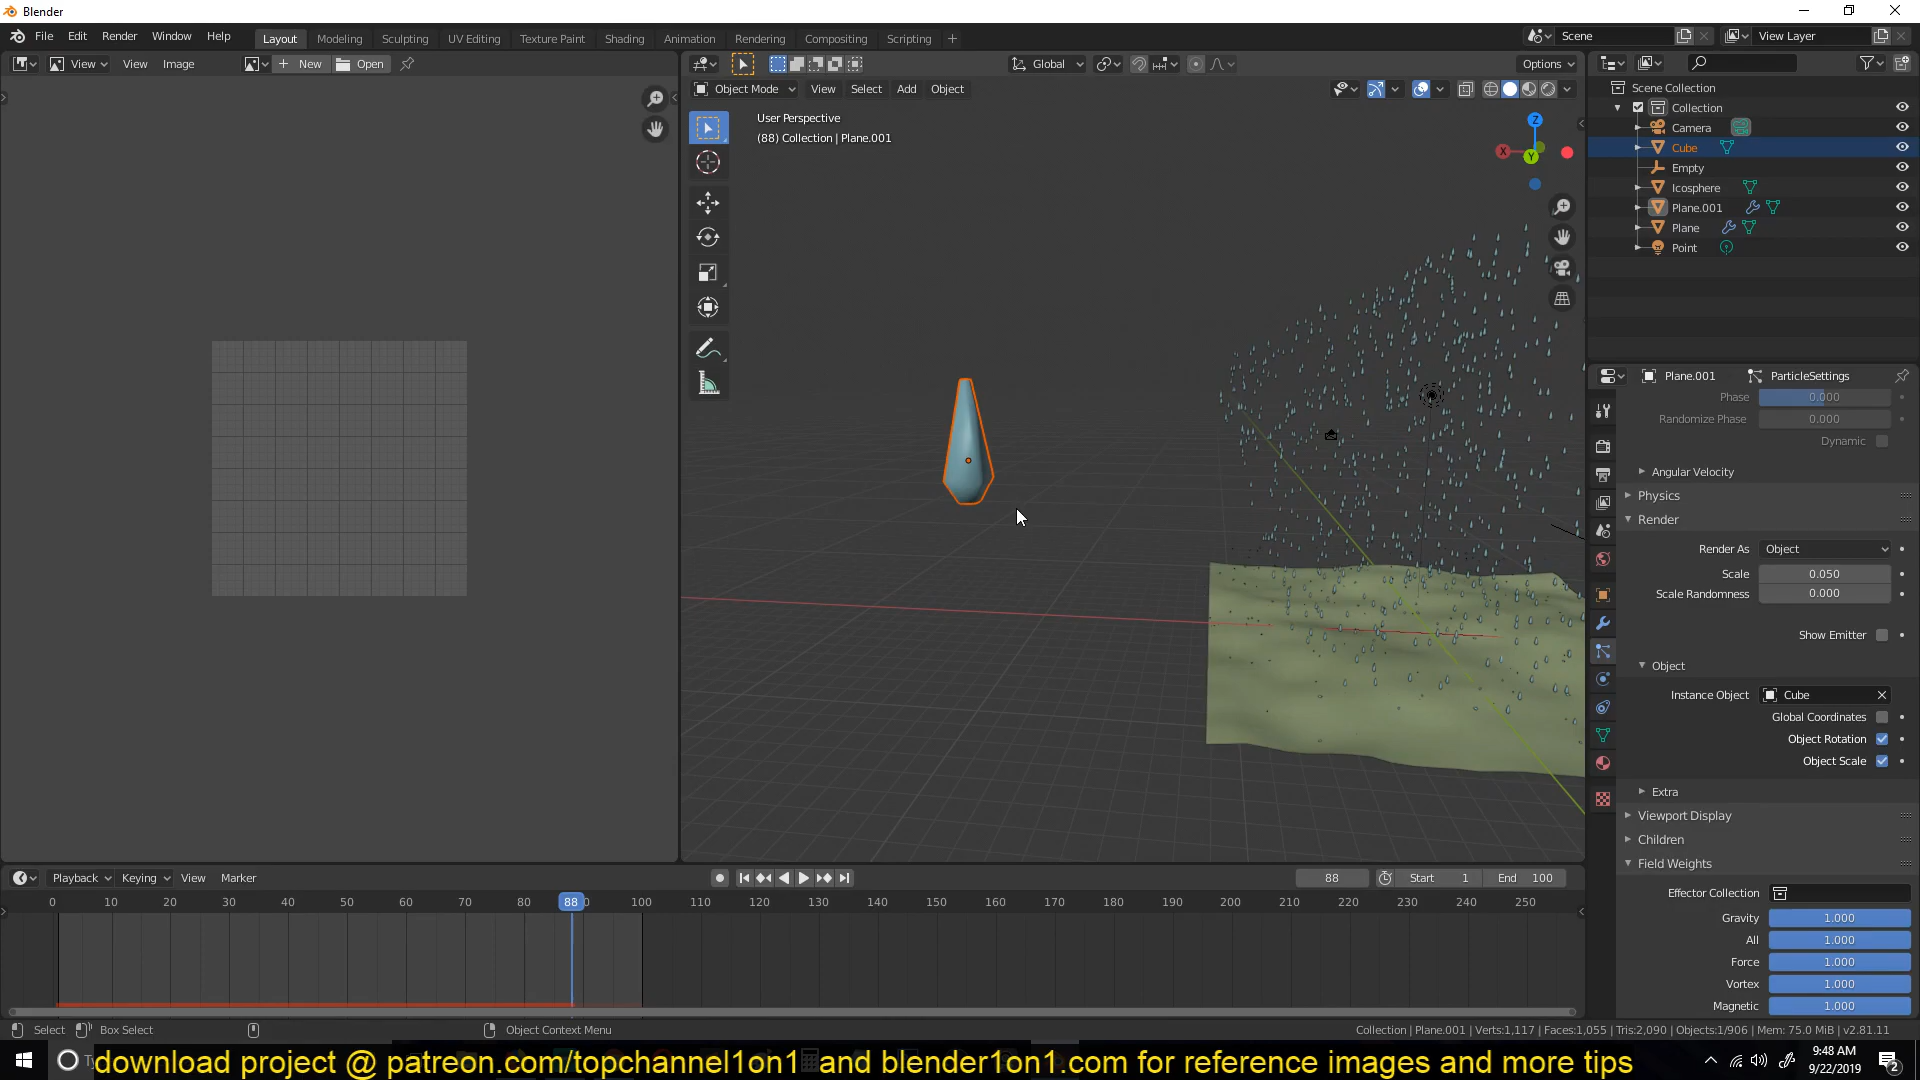 Blender
File Edit Render Window Help
Layout Modeling Sculpting UV Editing Texture Paint Shading Animation Rendering Compositing Scripting +
Scene View Layer
View View Image + New Open
Global Options
Object Mode View Select Add Object
User Perspective
(88) Collection | Plane.001
Z
X
Y
Scene Collection
Collection
Camera
Cube
Empty
Icosphere
Plane.001
Plane
Point
Plane.001 ParticleSettings
Phase 0.000
Randomize Phase 0.000
Dynamic
Angular Velocity
Physics
Render
Render As Object
Scale 0.050
Scale Randomness 0.000
Show Emitter
Object
Instance Object Cube
Global Coordinates
Object Rotation
Object Scale
Extra
Viewport Display
Children
Field Weights
Effector Collection
Gravity 1.000
All 1.000
Force 1.000
Vortex 1.000
Magnetic 1.000
Playback Keying View Marker 88 Start 1 End 100
0 10 20 30 40 50 60 70 80 88 0 100 110 120 130 140 150 160 170 180 190 200 210 220 230 240 250
Select Box Select Object Context Menu
Collection | Plane.001 | Verts:1,117 | Faces:1,055 | Tris:2,090 | Objects:1/906 | Mem: 75.0 MiB | v2.81.11
download project @ patreon.com/topchannel1on1 and blender1on1.com for reference images and more tips
9:48 AM
9/22/2019
2